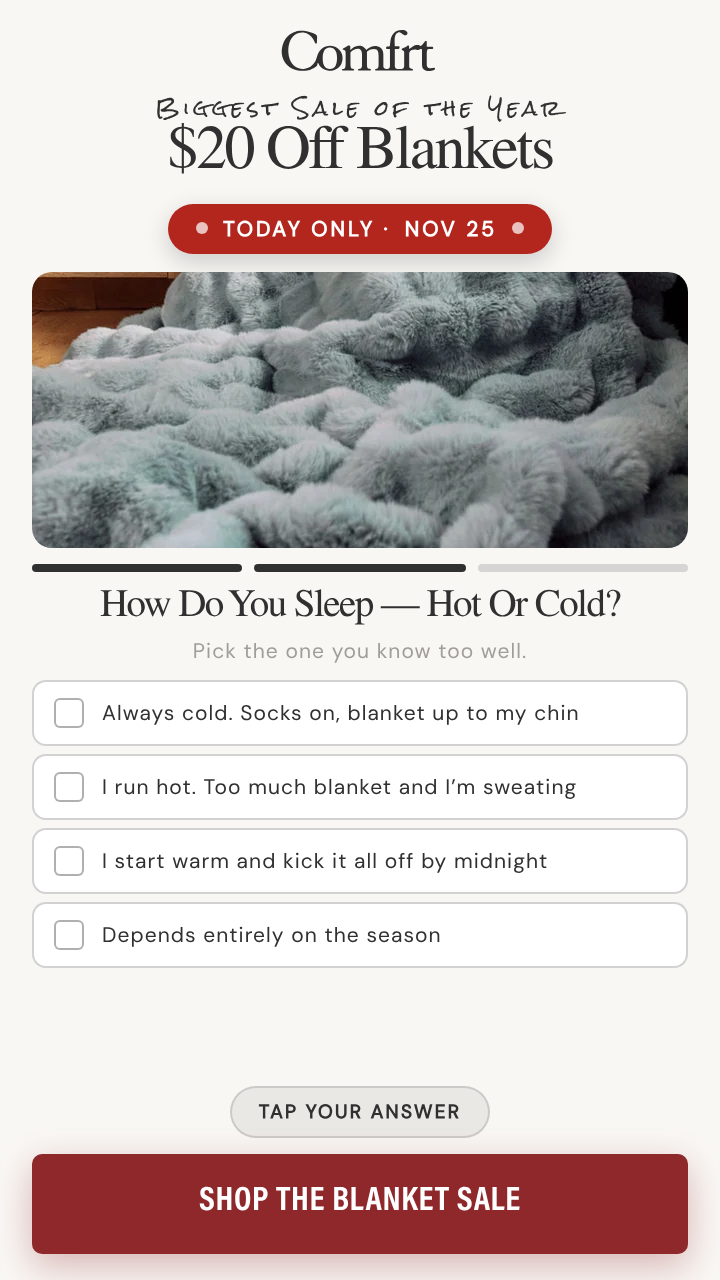 Comfrt
Biggest Sale of the Year
$20 Off Blankets
TODAY ONLY · NOV 25
How Do You Sleep — Hot Or Cold?
Pick the one you know too well.
Always cold. Socks on, blanket up to my chin
I run hot. Too much blanket and I’m sweating
I start warm and kick it all off by midnight
Depends entirely on the season
TAP YOUR ANSWER
SHOP THE BLANKET SALE